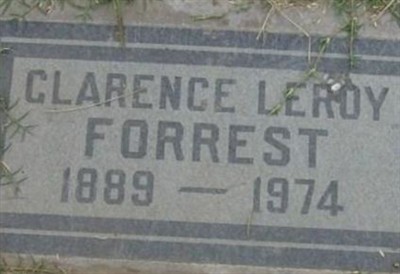 CLARENCE LEROY
FORREST
1889 — 1974